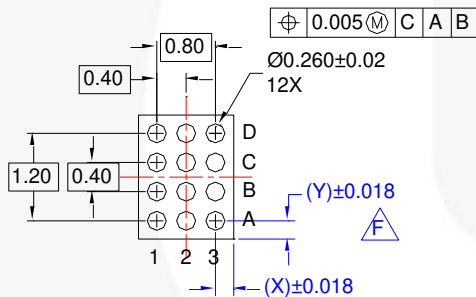 ⌖ 0.005 Ⓜ C A B
0.80
Ø0.260±0.02
12X
0.40
D
C
B
A
1.20
0.40
(Y)±0.018
F
1 2 3
(X)±0.018